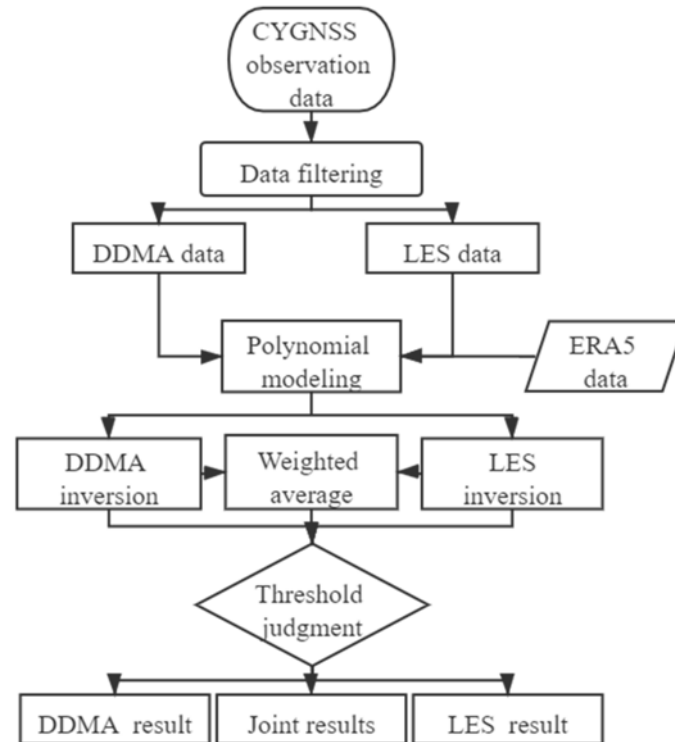 CYGNSS
observation
data
Data filtering
DDMA data
LES data
Polynomial
modeling
ERA5
data
DDMA
inversion
Weighted
average
LES
inversion
Threshold
judgment
DDMA result
Joint results
LES result